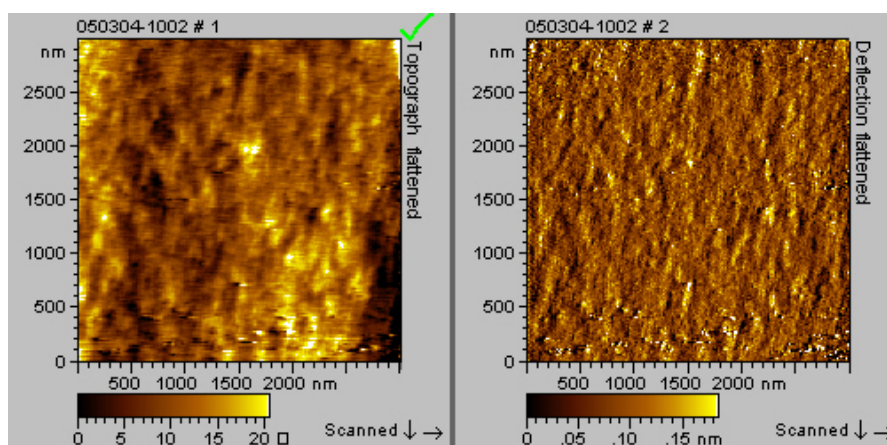 050304-1002 # 1
nm
2500
2000
1500
1000
500
0
500 1000 1500 2000 nm
Topograph flattened
0 5 10 15 20 □
Scanned ↓ →
050304-1002 # 2
nm
2500
2000
1500
1000
500
0
500 1000 1500 2000 nm
Deflection flattened
0 .05 .10 .15 nm
Scanned ↓ →